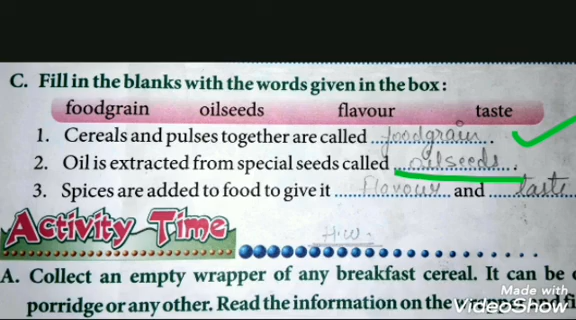 C. Fill in the blanks with the words given in the box:
foodgrain oilseeds flavour taste
1. Cereals and pulses together are called foodgrain.
2. Oil is extracted from special seeds called oilseeds.
3. Spices are added to food to give it flavour and taste
Activity Time
H.W.
A. Collect an empty wrapper of any breakfast cereal. It can be
porridge or any other. Read the information on the
Made with
VideoShow